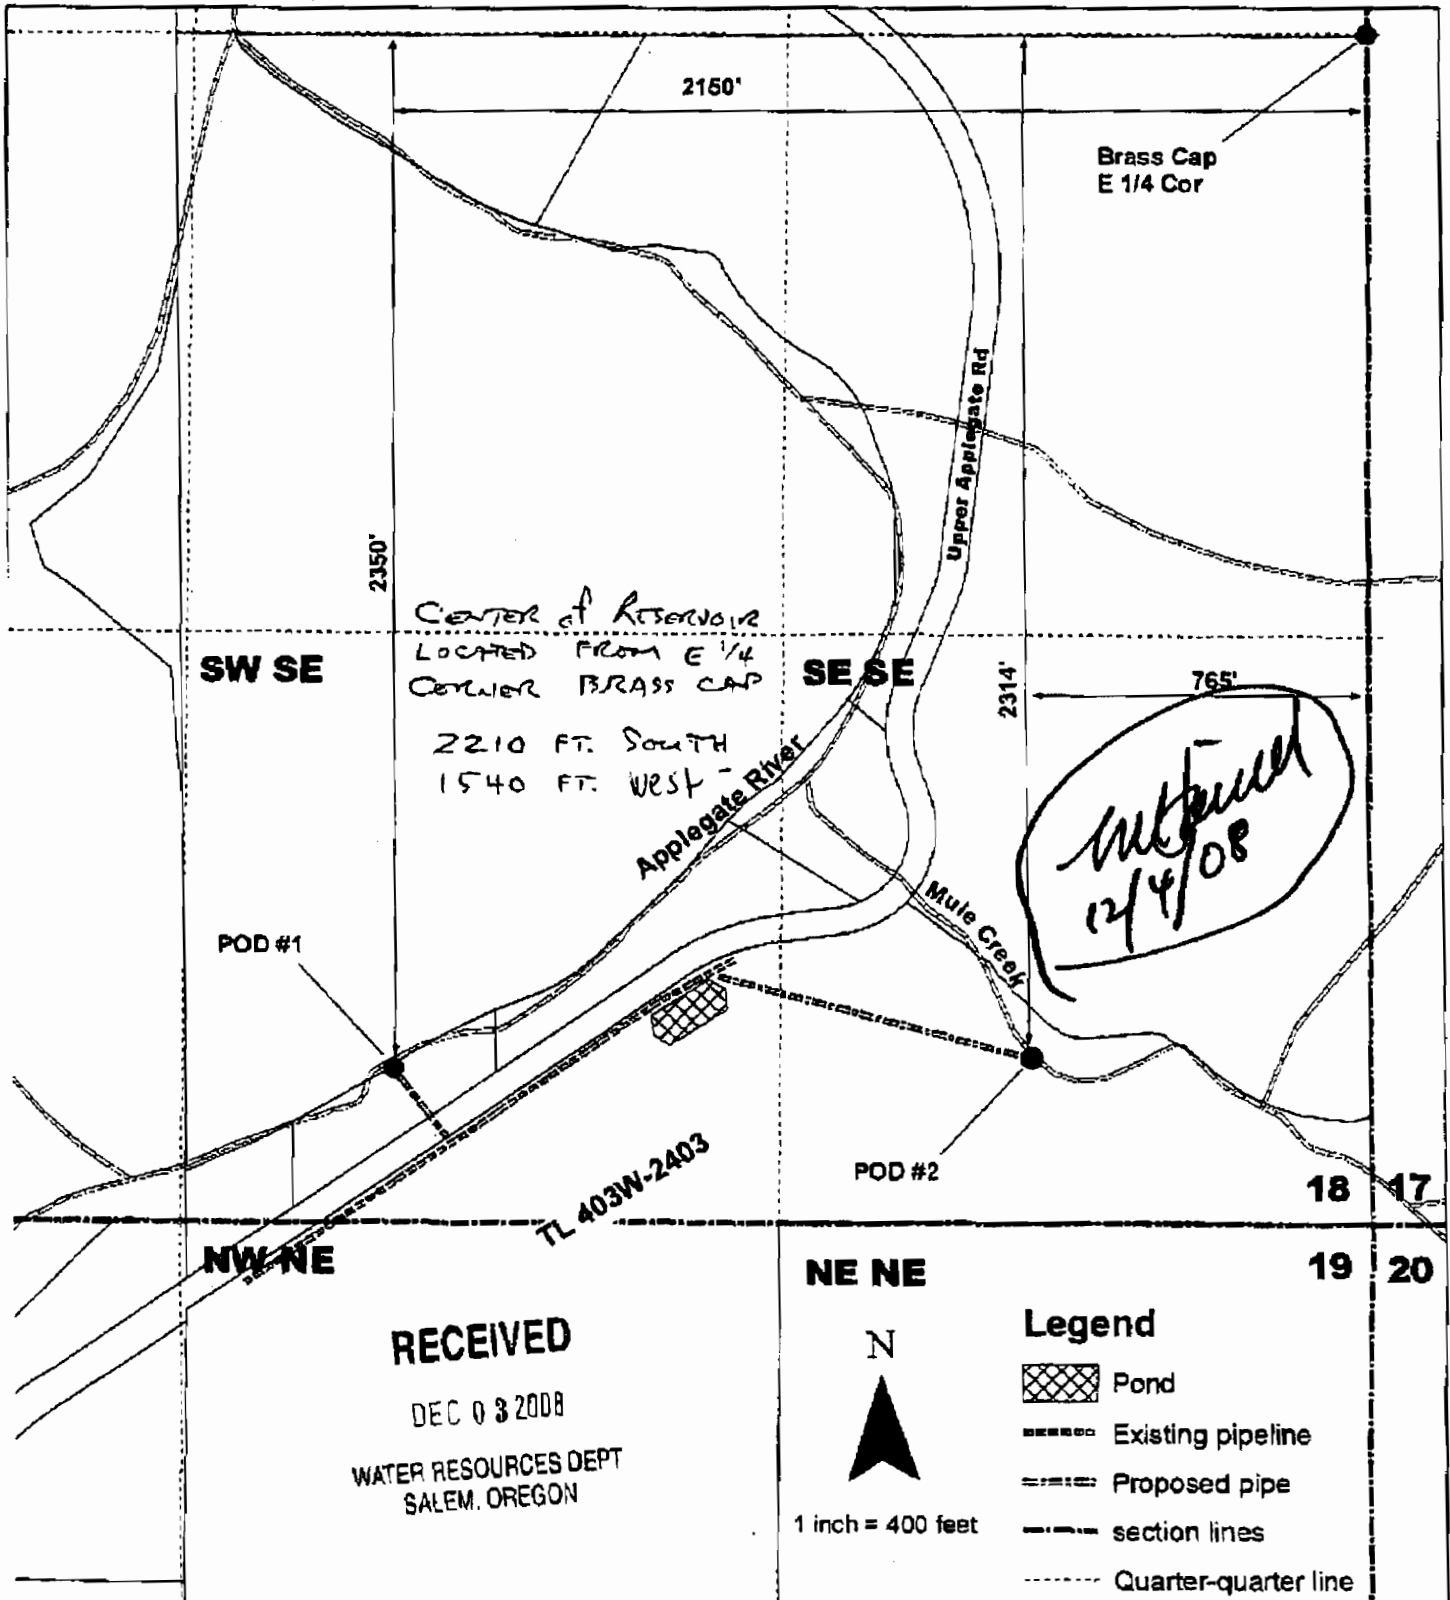 2150'
Brass Cap
E 1/4 Cor
Upper Applegate Rd
2350'
CENTER of RESERVOIR
LOCATED FROM E 1/4
CORNER BRASS CAP
2210 FT. SOUTH
1540 FT. West
SW SE
SE SE
2314'
765'
12/4/08
Applegate River
Mule Creek
POD #1
POD #2
TL 403W-2403
18 17
NW NE
NE NE
19 20
RECEIVED
DEC 03 2008
WATER RESOURCES DEPT
SALEM, OREGON
N
1 inch = 400 feet
Legend
Pond
Existing pipeline
Proposed pipe
section lines
Quarter-quarter line